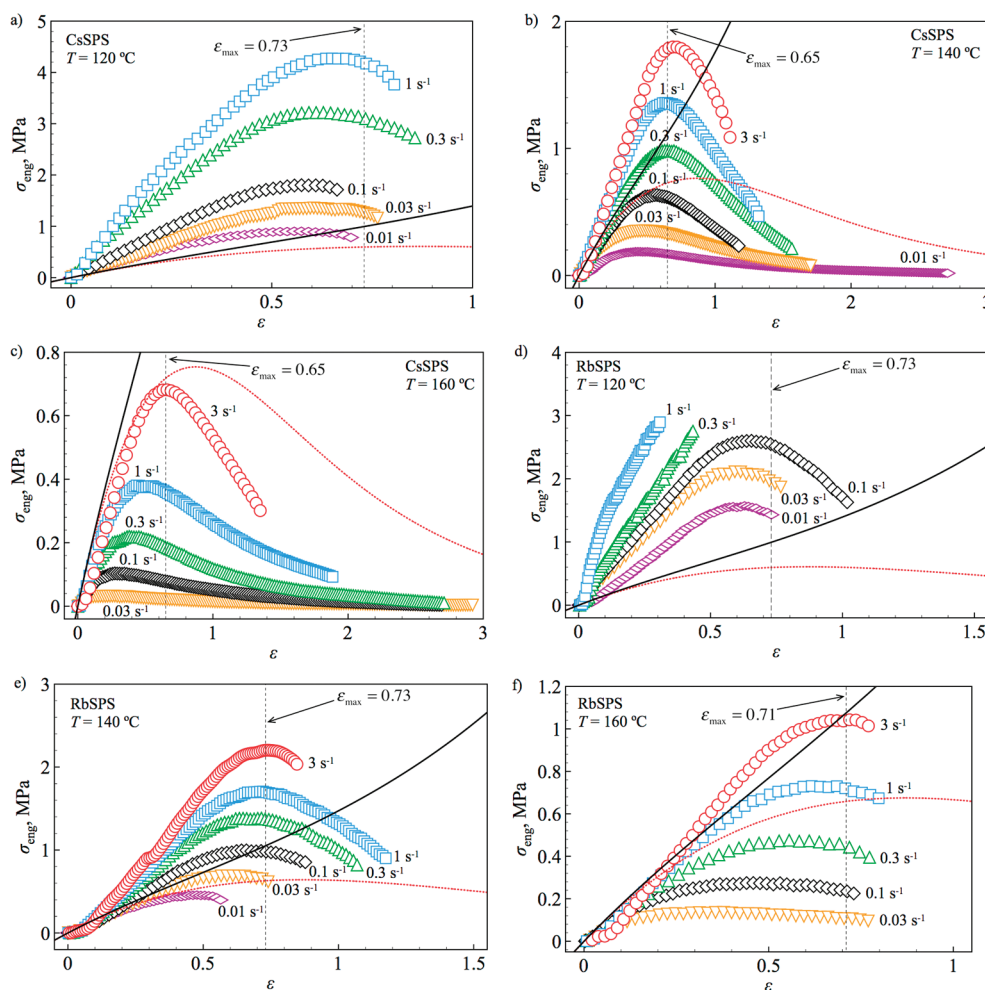 a)
CsSPS
T = 120 ºC
εmax = 0.73
1 s-1
0.3 s-1
0.1 s-1
0.03 s-1
0.01 s-1
5
4
3
2
1
0
σeng, MPa
0
0.5
1
ε
b)
CsSPS
T = 140 ºC
εmax = 0.65
3 s-1
1 s-1
0.3 s-1
0.1 s-1
0.03 s-1
0.01 s-1
2
1
0
σeng, MPa
0
1
2
3
ε
c)
CsSPS
T = 160 ºC
εmax = 0.65
3 s-1
1 s-1
0.3 s-1
0.1 s-1
0.03 s-1
0.8
0.6
0.4
0.2
0
σeng, MPa
0
1
2
3
ε
d)
RbSPS
T = 120 ºC
εmax = 0.73
1 s-1
0.3 s-1
0.1 s-1
0.03 s-1
0.01 s-1
4
3
2
1
0
σeng, MPa
0
0.5
1
1.5
ε
e)
RbSPS
T = 140 ºC
εmax = 0.73
3 s-1
1 s-1
0.3 s-1
0.1 s-1
0.03 s-1
0.01 s-1
3
2
1
0
σeng, MPa
0
0.5
1
1.5
ε
f)
RbSPS
T = 160 ºC
εmax = 0.71
3 s-1
1 s-1
0.3 s-1
0.1 s-1
0.03 s-1
1.2
1
0.8
0.6
0.4
0.2
0
σeng, MPa
0
0.5
1
ε